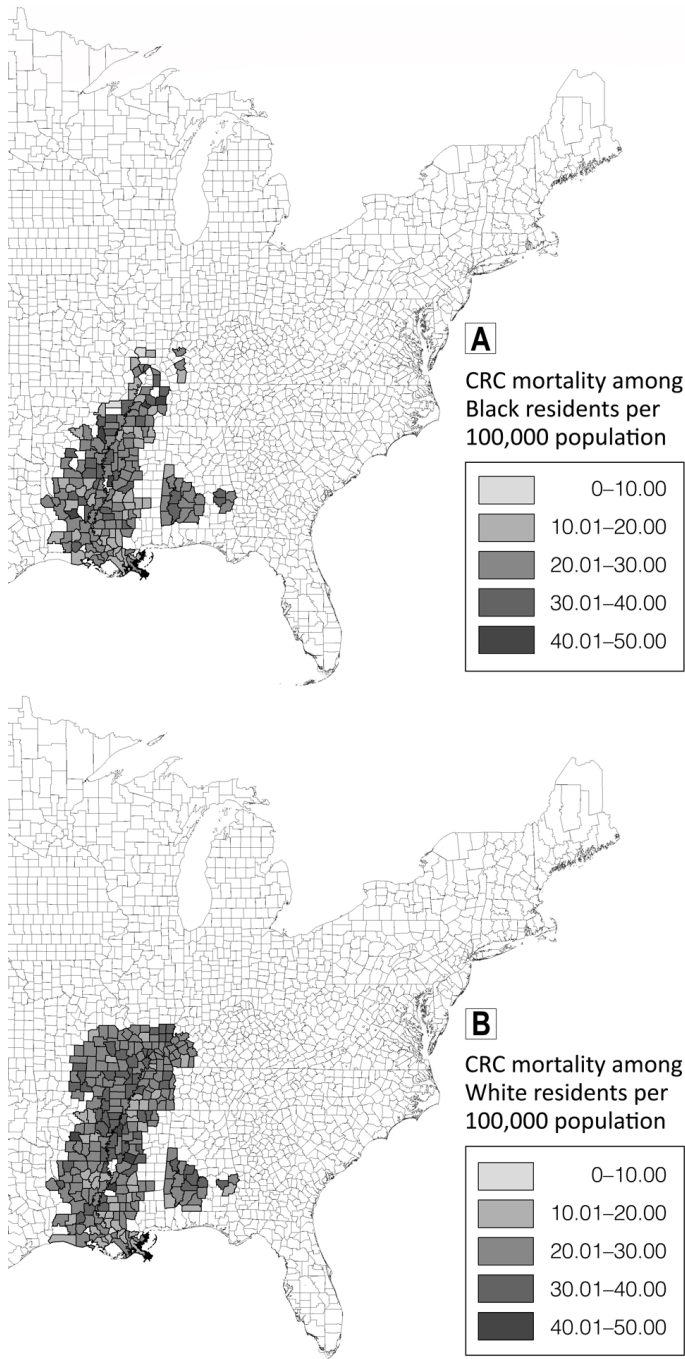 A
CRC mortality among
Black residents per
100,000 population
0–10.00
10.01–20.00
20.01–30.00
30.01–40.00
40.01–50.00
B
CRC mortality among
White residents per
100,000 population
0–10.00
10.01–20.00
20.01–30.00
30.01–40.00
40.01–50.00